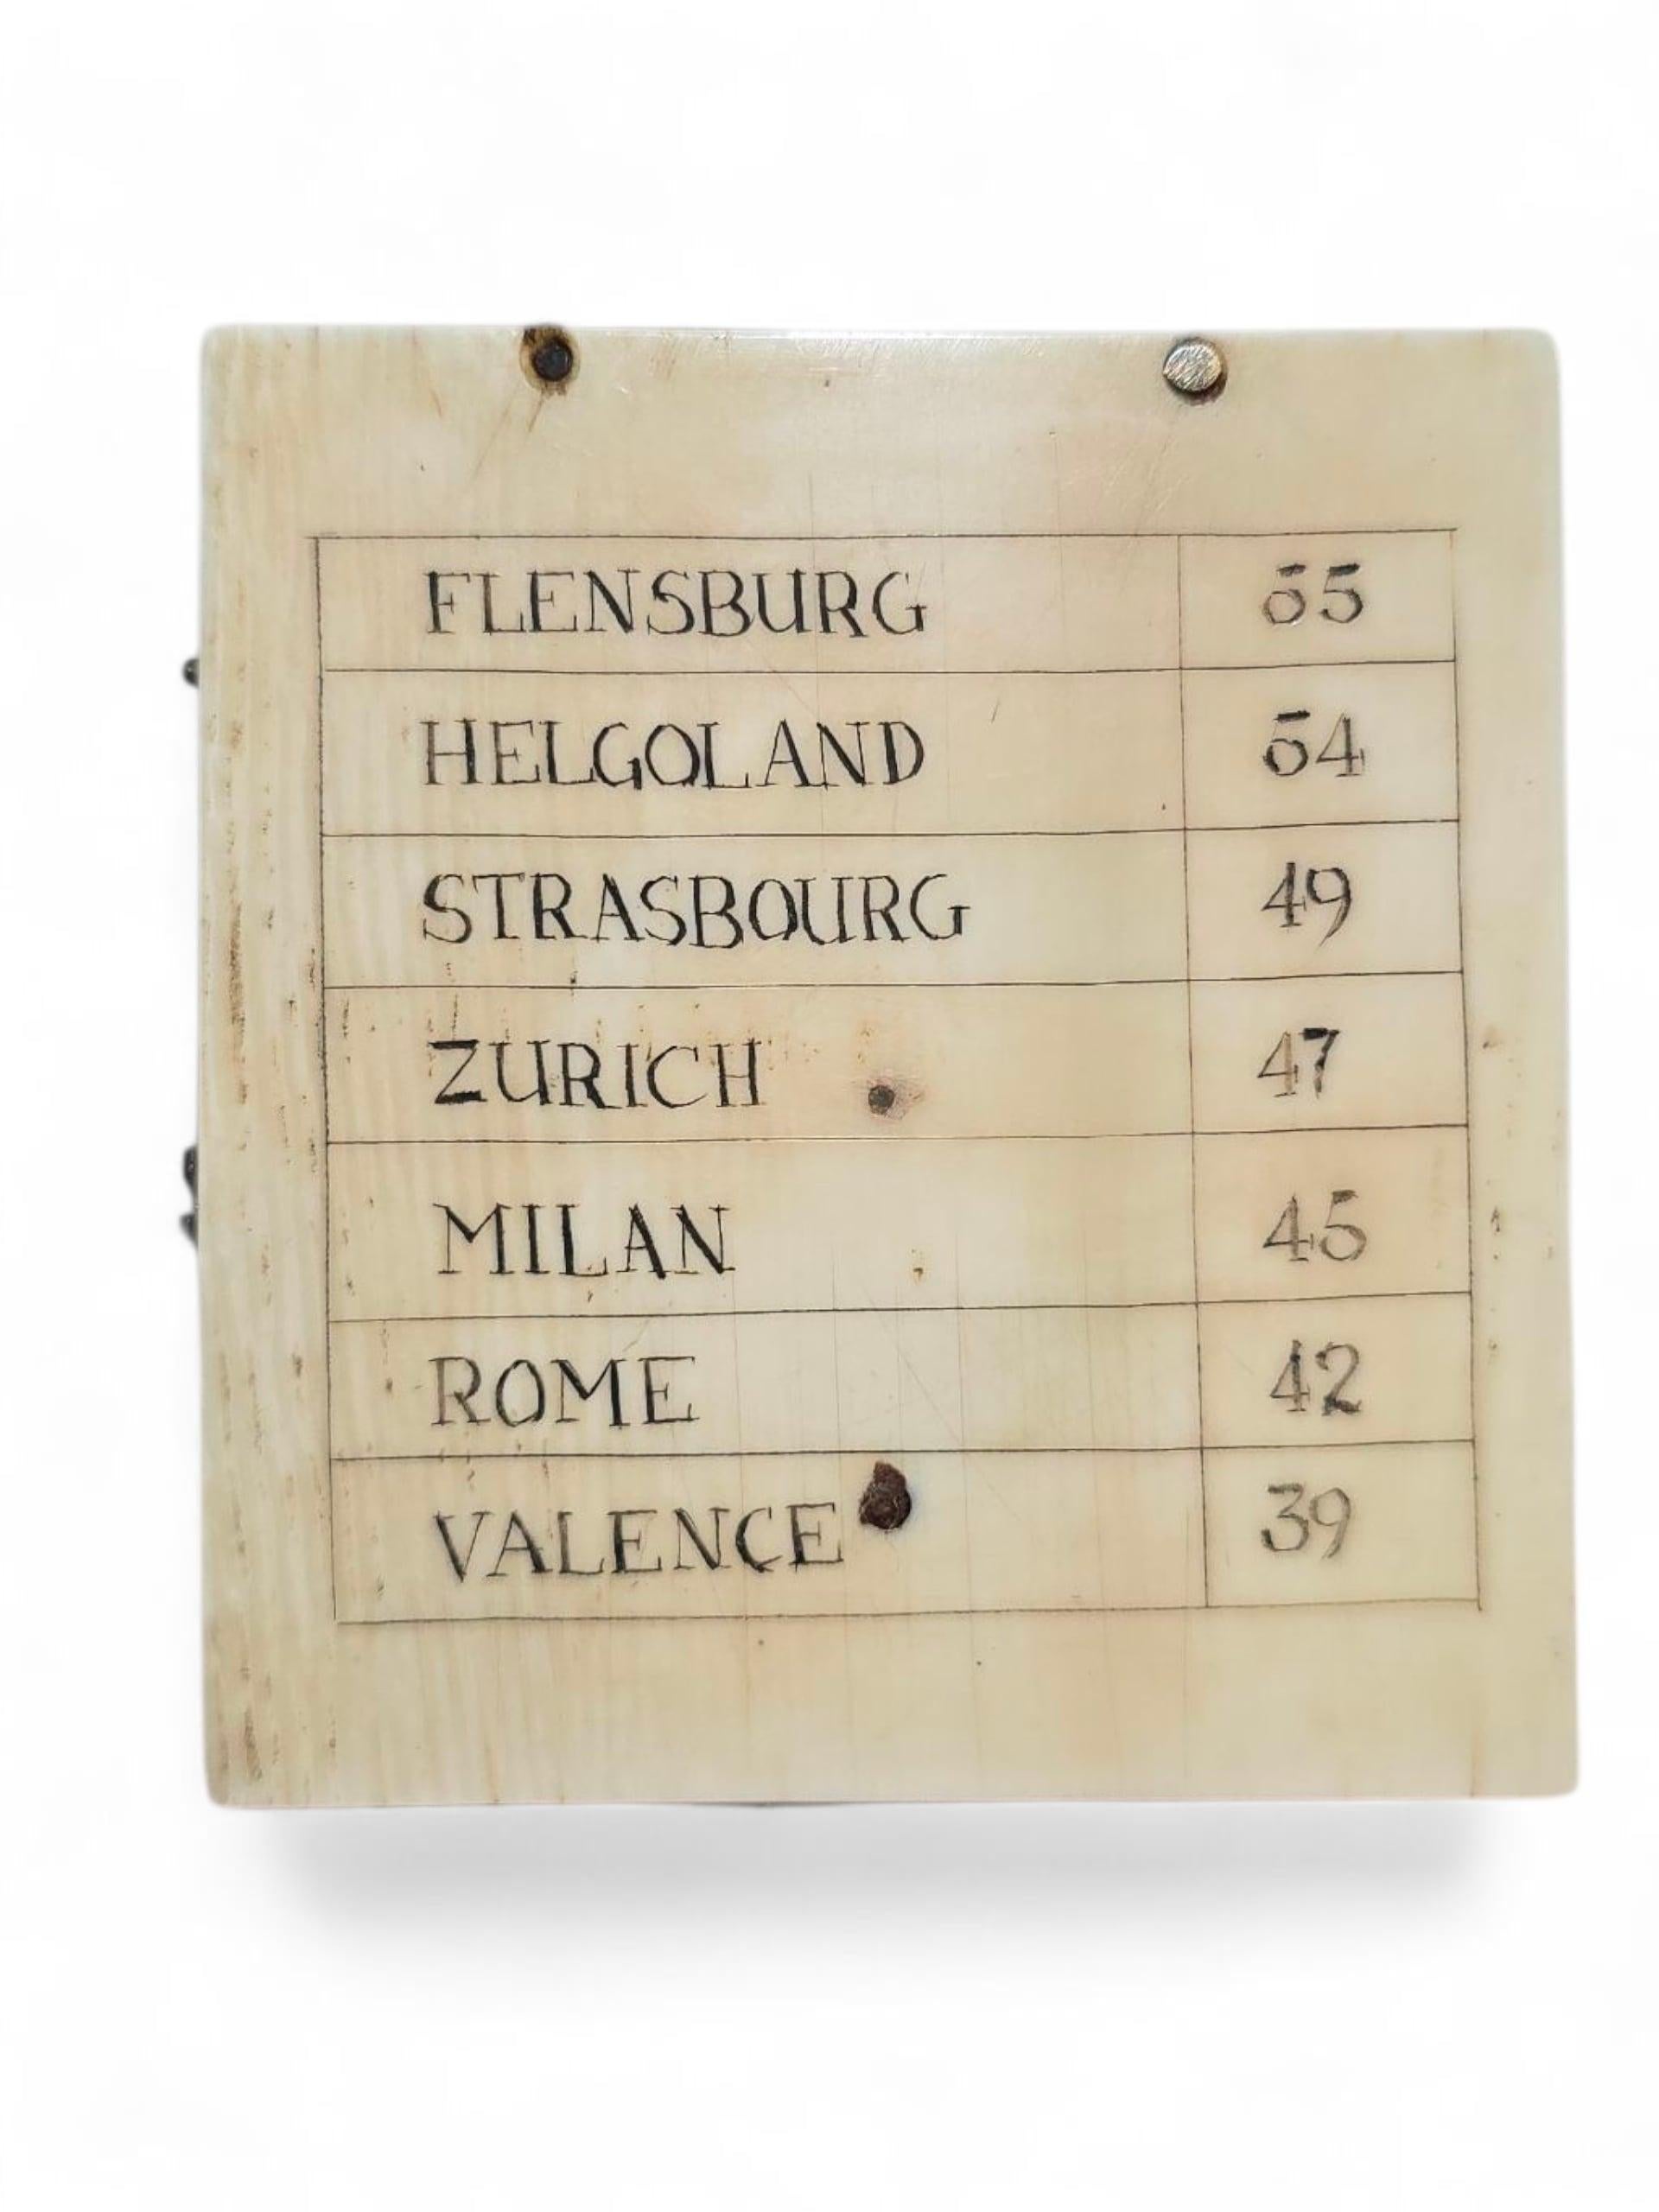 FLENSBURG 55
HELGOLAND 54
STRASBOURG 49
ZURICH 47
MILAN 45
ROME 42
VALENCE 39